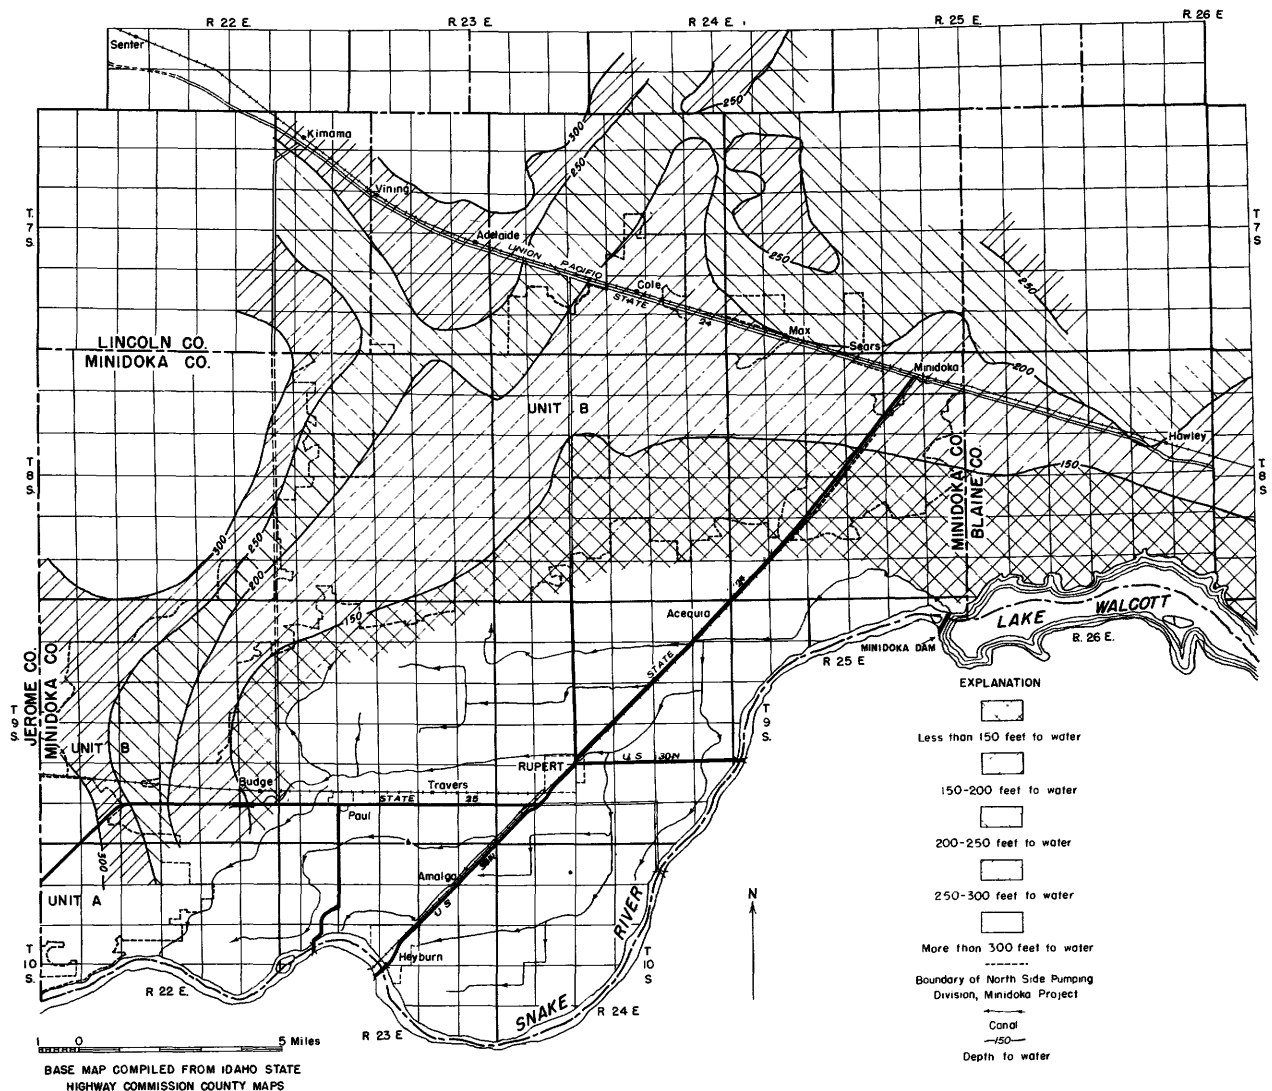 R 22 E.
R 23 E
R 24 E
R 25 E.
R 26 E
Senter
250
250
300
250
Kimama
Vining
T.
7
S.
T
7
S
Adelaide
UNION PACIFIC
250
250
Cole
STATE 24
Max
Sears
LINCOLN CO.
MINIDOKA CO.
200
Minidoka
UNIT B
Hawley
MINIDOKA CO.
BLAINE CO.
150
T
8
S.
T
8
S
300
250
200
24
150
Acequia
LAKE WALCOTT
R. 26 E.
STATE
MINIDOKA DAM
R 25 E
JEROME CO.
MINIDOKA CO
T
9
S.
T
9
S.
UNIT B
RUPERT
U S 30N
Budge
Travers
STATE 25
Paul
300
Amalga
30N
U S
UNIT A
RIVER
N
T
10
S.
T
10
S
Heyburn
R 22 E.
SNAKE
R 24 E
R 23 E
EXPLANATION
Less than 150 feet to water
150-200 feet to water
200-250 feet to water
250-300 feet to water
More than 300 feet to water
Boundary of North Side Pumping
Division, Minidoka Project
Canal
150
Depth to water
1 0 5 Miles
BASE MAP COMPILED FROM IDAHO STATE
HIGHWAY COMMISSION COUNTY MAPS